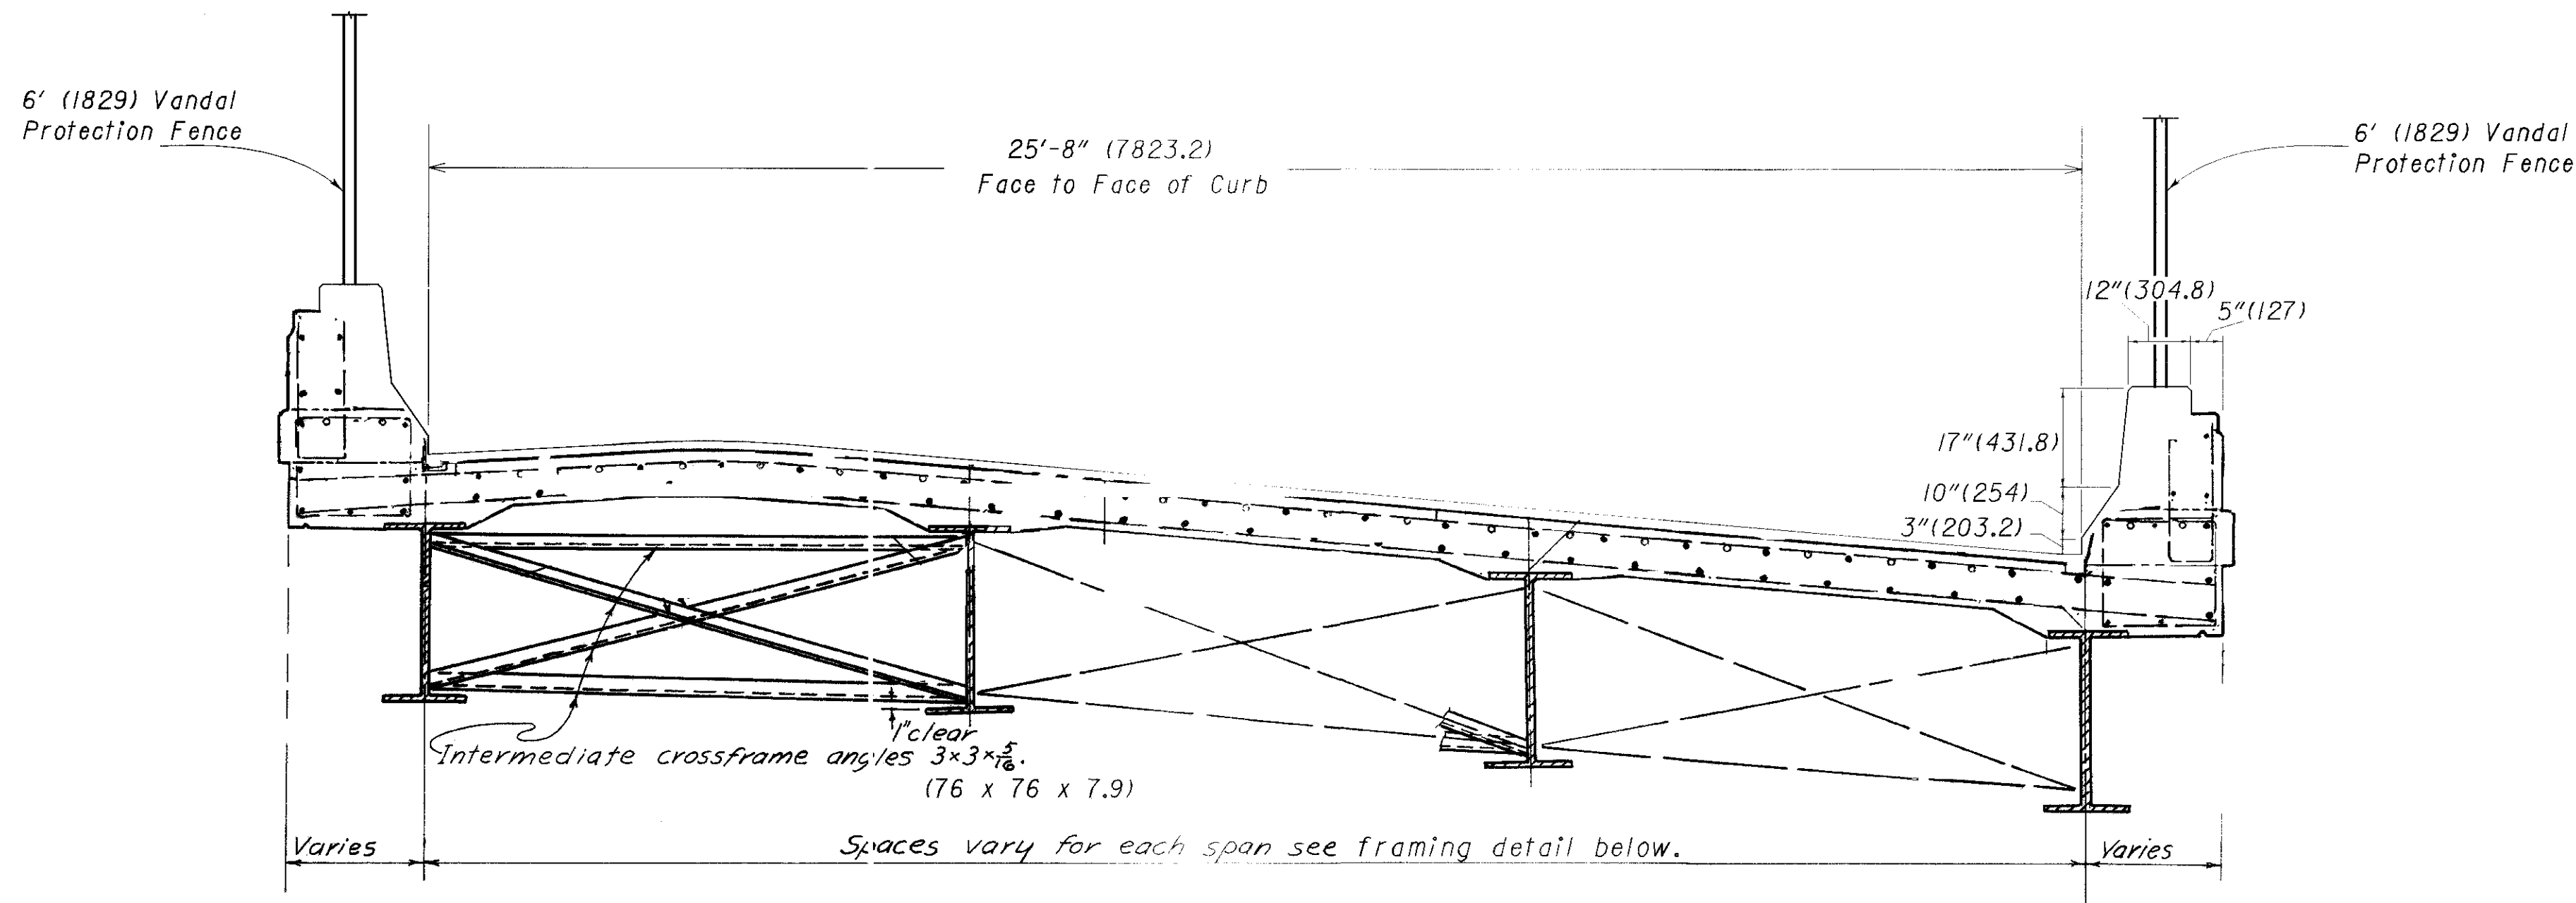 6' (1829) Vandal
Protection Fence
25'-8" (7823.2)
Face to Face of Curb
6' (1829) Vandal
Protection Fence
12"(304.8)
5"(127)
17"(431.8)
10"(254)
3"(203.2)
1"clear
Intermediate crossframe angles 3×3×5/16.
(76 x 76 x 7.9)
Varies
Spaces vary for each span see framing detail below.
Varies